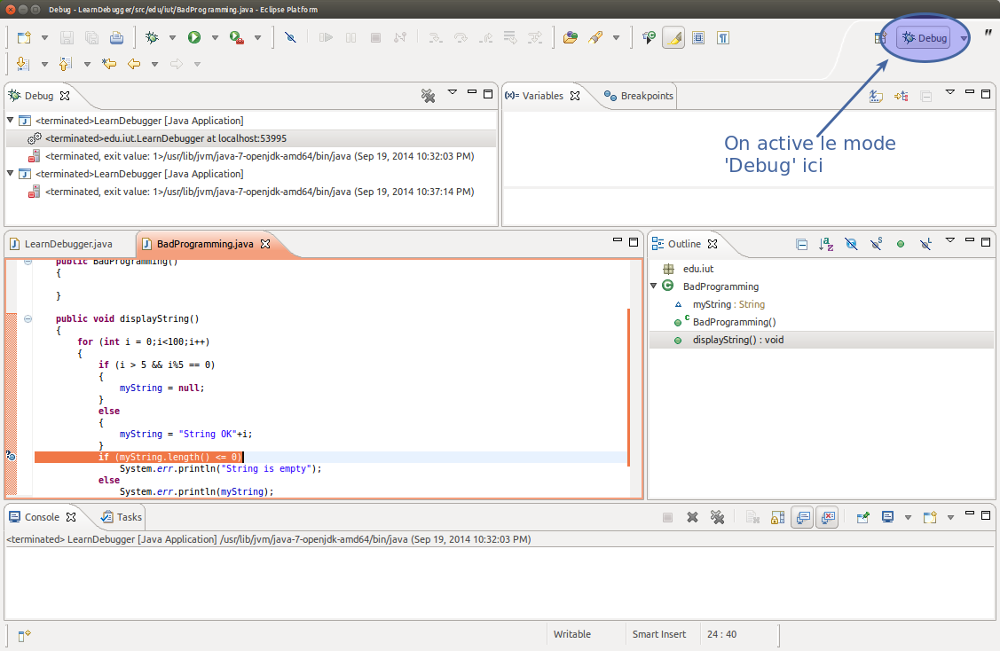 Debug - LearnDebugger/src/edu/iut/BadProgramming.java - Eclipse Platform
Debug
Debug
Variables
Breakpoints
<terminated>LearnDebugger [Java Application]
<terminated>edu.iut.LearnDebugger at localhost:53995
<terminated, exit value: 1>/usr/lib/jvm/java-7-openjdk-amd64/bin/java (Sep 19, 2014 10:32:03 PM)
<terminated>LearnDebugger [Java Application]
<terminated, exit value: 1>/usr/lib/jvm/java-7-openjdk-amd64/bin/java (Sep 19, 2014 10:37:14 PM)
On active le mode
'Debug' ici
LearnDebugger.java
BadProgramming.java
public BadProgramming()
{
}
public void displayString()
{
for (int i = 0;i<100;i++)
{
if (i > 5 && i%5 == 0)
{
myString = null;
}
else
{
myString = "String OK"+i;
}
if (myString.length() <= 0)
System.err.println("String is empty");
else
System.err.println(myString);
Outline
edu.iut
BadProgramming
myString : String
BadProgramming()
displayString() : void
Console
Tasks
<terminated> LearnDebugger [Java Application] /usr/lib/jvm/java-7-openjdk-amd64/bin/java (Sep 19, 2014 10:32:03 PM)
Writable
Smart Insert
24 : 40